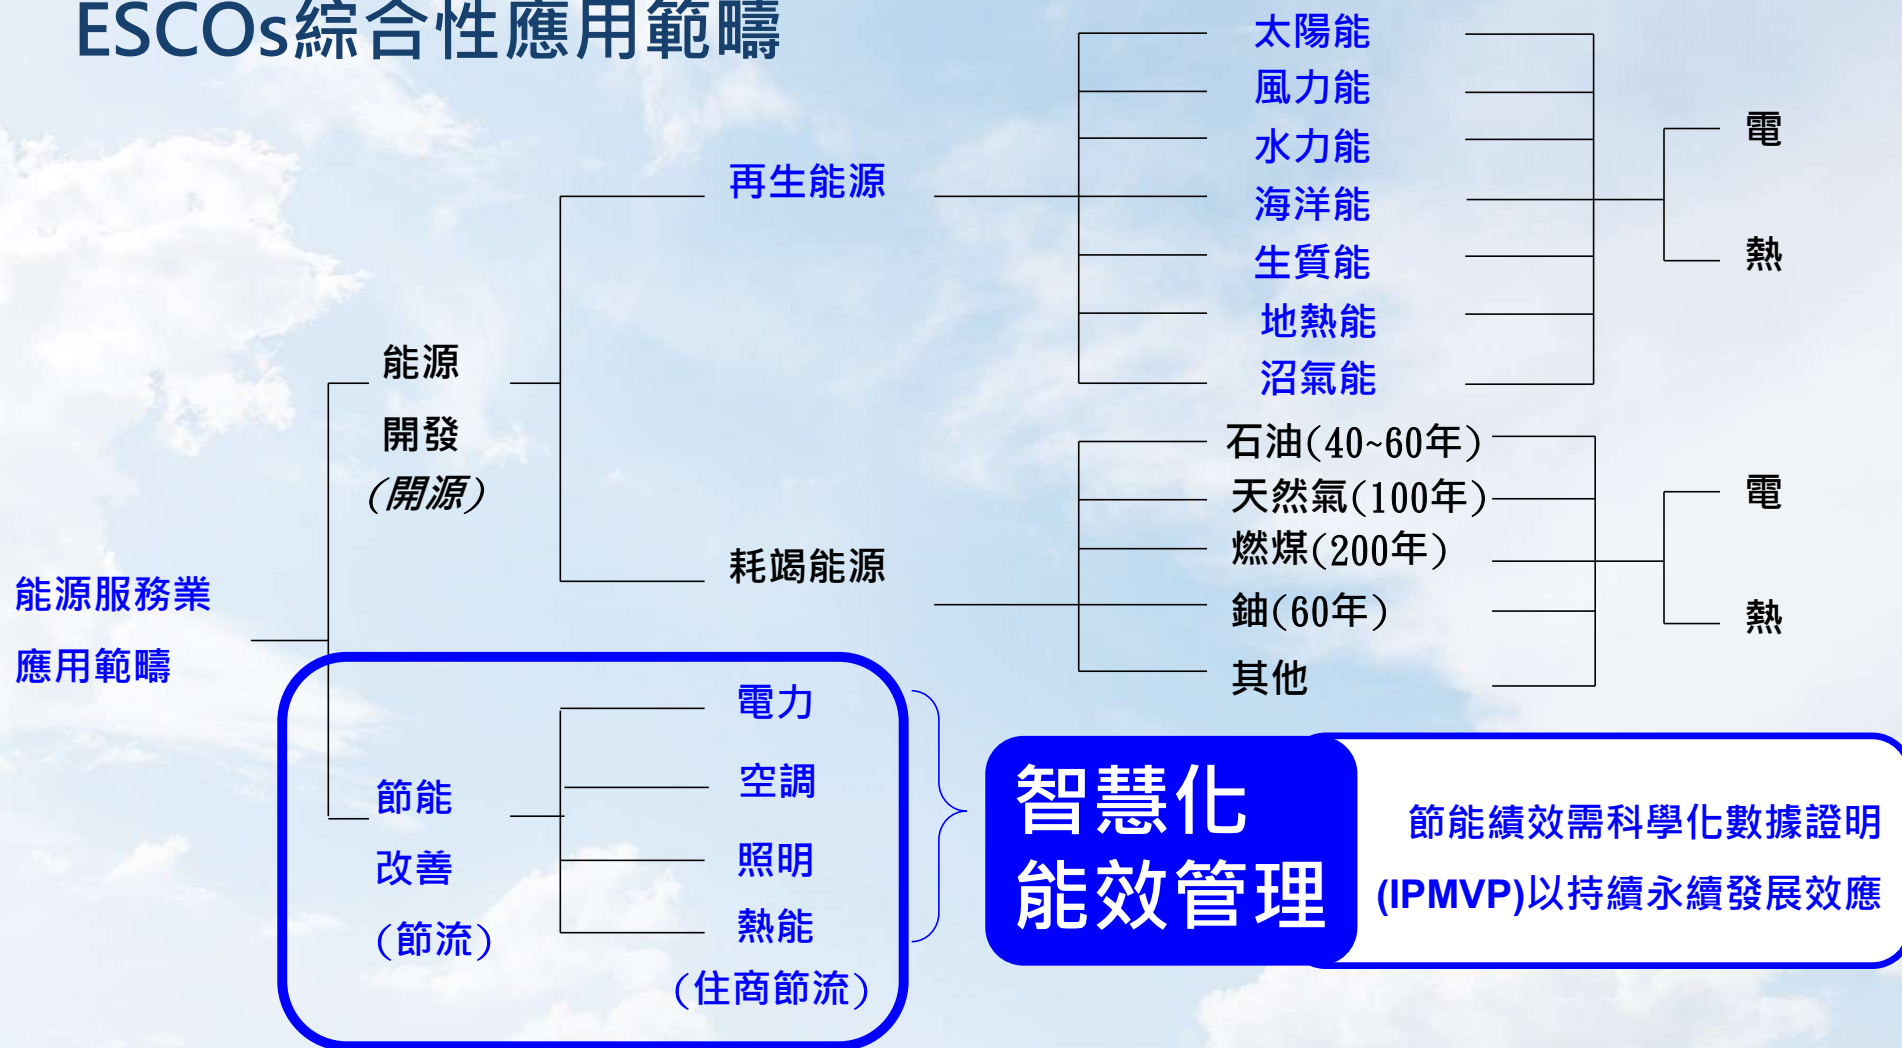 ESCOs綜合性應用範疇
能源服務業
應用範疇
能源
開發
(開源)
再生能源
太陽能
風力能
水力能
海洋能
生質能
地熱能
沼氣能
電
熱
耗竭能源
石油(40~60年)
天然氣(100年)
燃煤(200年)
鈾(60年)
其他
電
熱
節能
改善
(節流)
電力
空調
照明
熱能
(住商節流)
智慧化
能效管理
節能績效需科學化數據證明
(IPMVP)以持續永續發展效應